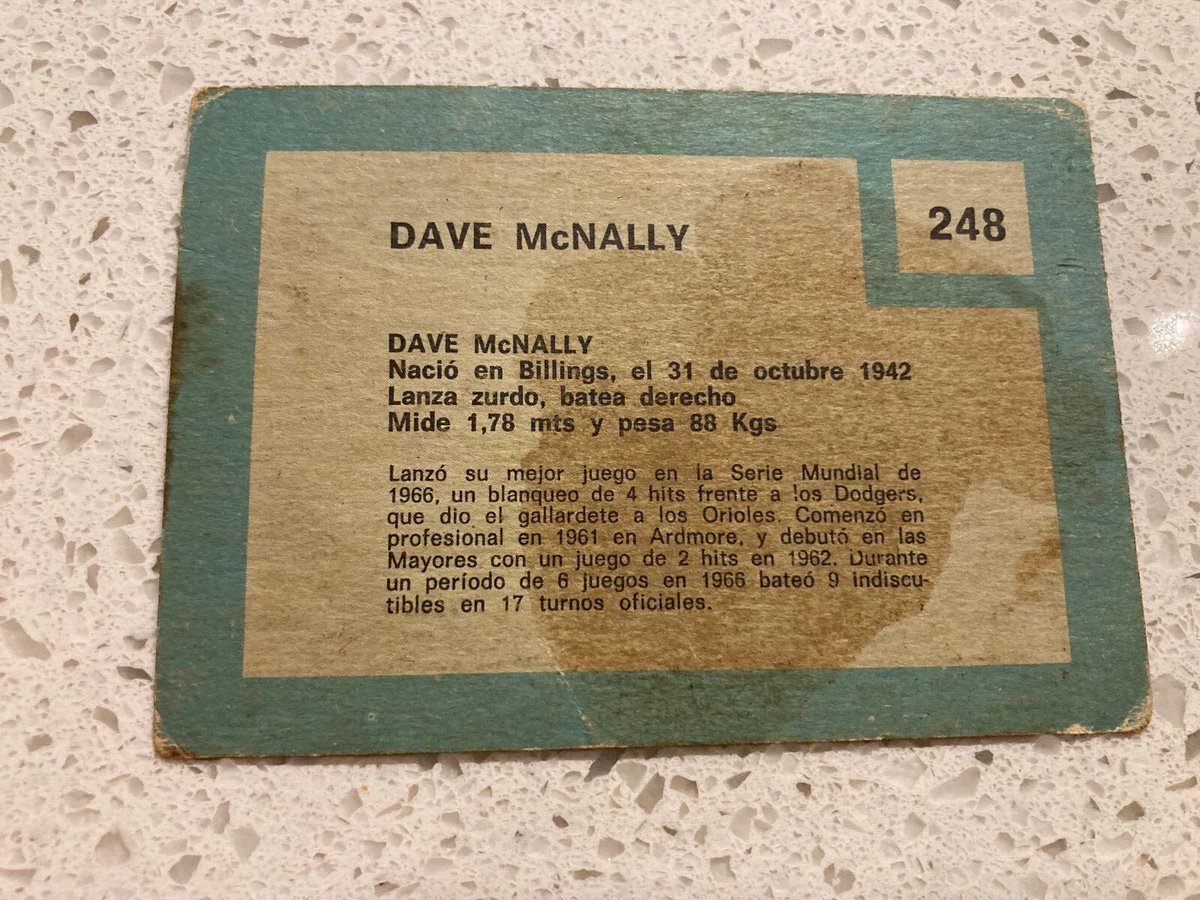 DAVE McNALLY
248
DAVE McNALLY
Nació en Billings, el 31 de octubre 1942
Lanza zurdo, batea derecho
Mide 1,78 mts y pesa 88 Kgs
Lanzó su mejor juego en la Serie Mundial de
1966, un blanqueo de 4 hits frente a los Dodgers,
que dio el gallardete a los Orioles. Comenzó en
profesional en 1961 en Ardmore, y debutó en las
Mayores con un juego de 2 hits en 1962. Durante
un período de 6 juegos en 1966 bateó 9 indiscu-
tibles en 17 turnos oficiales.